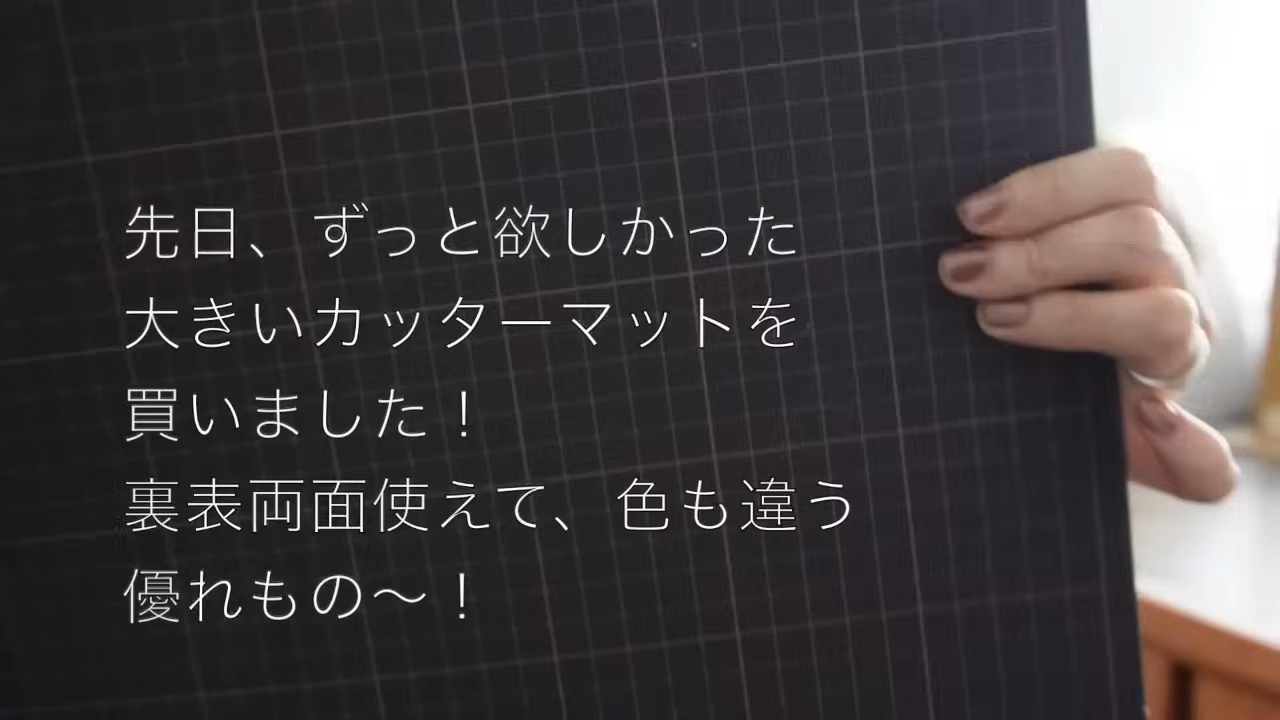 先日、ずっと欲しかった
大きいカッターマットを
買いました！
裏表両面使えて、色も違う
優れもの〜！